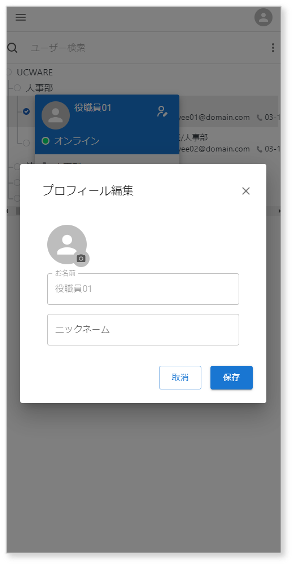 ユーザー検索
UCWARE
人事部
役職員01
yee01@domain.com 03-1
オンライン
/人事部
yee02@domain.com 03-1
プロフィール編集
お名前
役職員01
ニックネーム
取消
保存